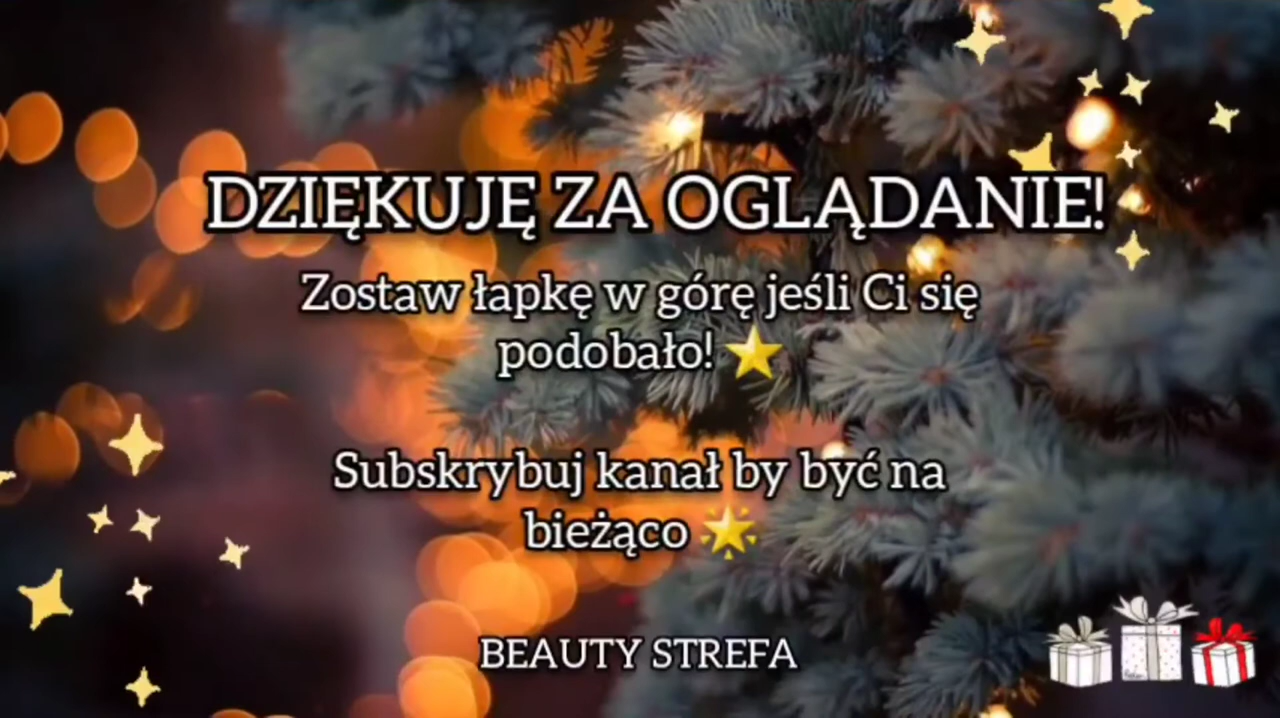 DZIĘKUJĘ ZA OGLĄDANIE!
Zostaw łapkę w górę jeśli Ci się
podobało! ⭐
Subskrybuj kanał by być na
bieżąco 🌟
BEAUTY STREFA